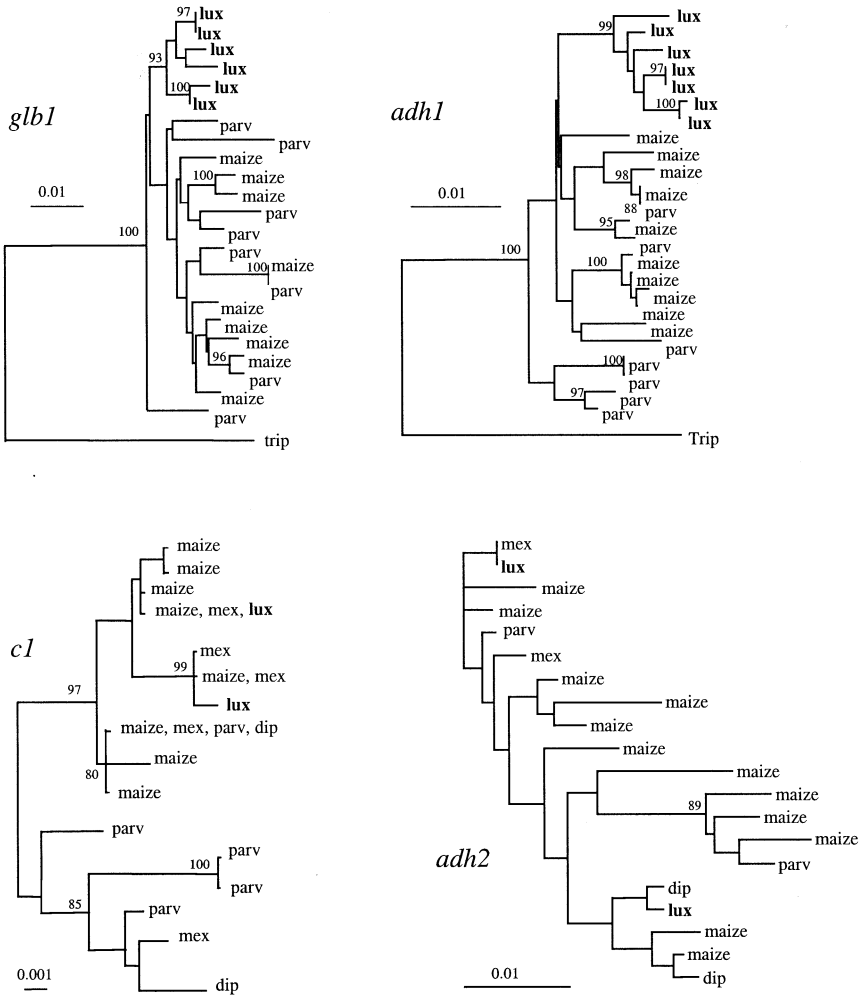 97 lux
lux
93 lux
lux
100 lux
lux
glb1
parv
parv
0.01
maize
100 maize
maize
parv
parv
100
parv
100 maize
parv
maize
maize
maize
96 maize
parv
maize
parv
trip
99 lux
lux
lux
97 lux
lux
100 lux
lux
adh1
maize
maize
98 maize
0.01
maize
88 parv
95 maize
parv
100
100 maize
maize
maize
maize
maize
parv
100 parv
parv
97 parv
parv
Trip
maize
maize
maize
maize, mex, lux
c1
mex
99 maize, mex
lux
97
maize, mex, parv, dip
maize
80
maize
parv
parv
100
parv
85 parv
mex
0.001
dip
mex
lux
maize
maize
parv
mex
maize
maize
maize
maize
maize
89 maize
maize
maize
adh2
parv
dip
lux
maize
maize
0.01
dip